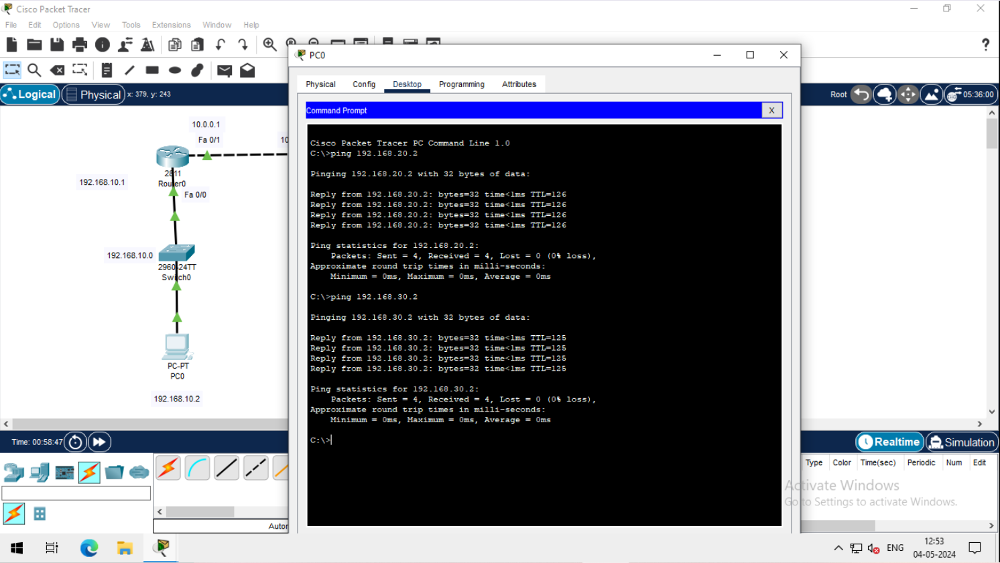 Cisco Packet Tracer
File Edit Options View Tools Extensions Window Help
?
PC0
Physical Config Desktop Programming Attributes
Logical Physical x: 379, y: 243
Root 05:36:00
Command Prompt X
Cisco Packet Tracer PC Command Line 1.0
C:\>ping 192.168.20.2
Pinging 192.168.20.2 with 32 bytes of data:
Reply from 192.168.20.2: bytes=32 time<1ms TTL=126
Reply from 192.168.20.2: bytes=32 time<1ms TTL=126
Reply from 192.168.20.2: bytes=32 time<1ms TTL=126
Reply from 192.168.20.2: bytes=32 time<1ms TTL=126
Ping statistics for 192.168.20.2:
Packets: Sent = 4, Received = 4, Lost = 0 (0% loss),
Approximate round trip times in milli-seconds:
Minimum = 0ms, Maximum = 0ms, Average = 0ms
C:\>ping 192.168.30.2
Pinging 192.168.30.2 with 32 bytes of data:
Reply from 192.168.30.2: bytes=32 time<1ms TTL=125
Reply from 192.168.30.2: bytes=32 time<1ms TTL=125
Reply from 192.168.30.2: bytes=32 time<1ms TTL=125
Reply from 192.168.30.2: bytes=32 time<1ms TTL=125
Ping statistics for 192.168.30.2:
Packets: Sent = 4, Received = 4, Lost = 0 (0% loss),
Approximate round trip times in milli-seconds:
Minimum = 0ms, Maximum = 0ms, Average = 0ms
C:\>
10.0.0.1
Fa 0/1
10
2811
Router0
192.168.10.1
Fa 0/0
192.168.10.0
2960-24TT
Switch0
PC-PT
PC0
192.168.10.2
Time: 00:58:47
Realtime Simulation
Type Color Time(sec) Periodic Num Edit
Activate Windows
Go to Settings to activate Windows.
Autor
ENG
12:53
04-05-2024